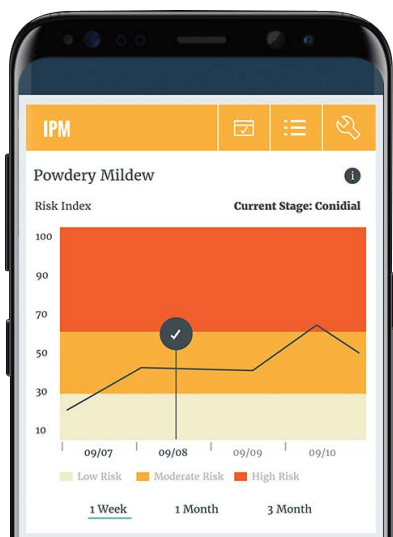 IPM
Powdery Mildew
Risk Index Current Stage: Conidial
100
90
70
50
30
10
09/07 09/08 09/09 09/10
Low Risk Moderate Risk High Risk
1 Week 1 Month 3 Month